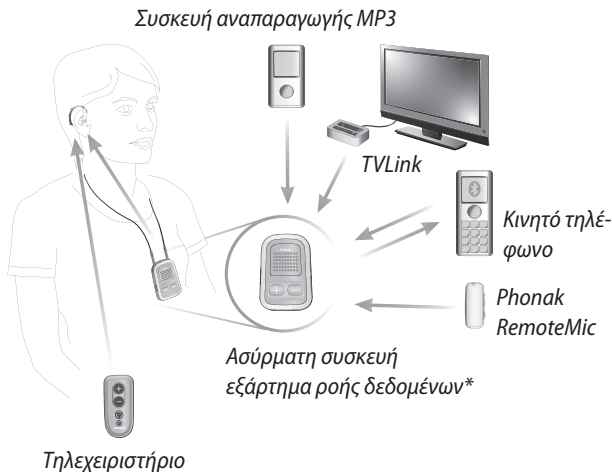 Συσκευή αναπαραγωγής MP3
TVLink
Κινητό τηλέ-
φωνο
Phonak
RemoteMic
Ασύρματη συσκευή
εξάρτημα ροής δεδομένων*
Τηλεχειριστήριο